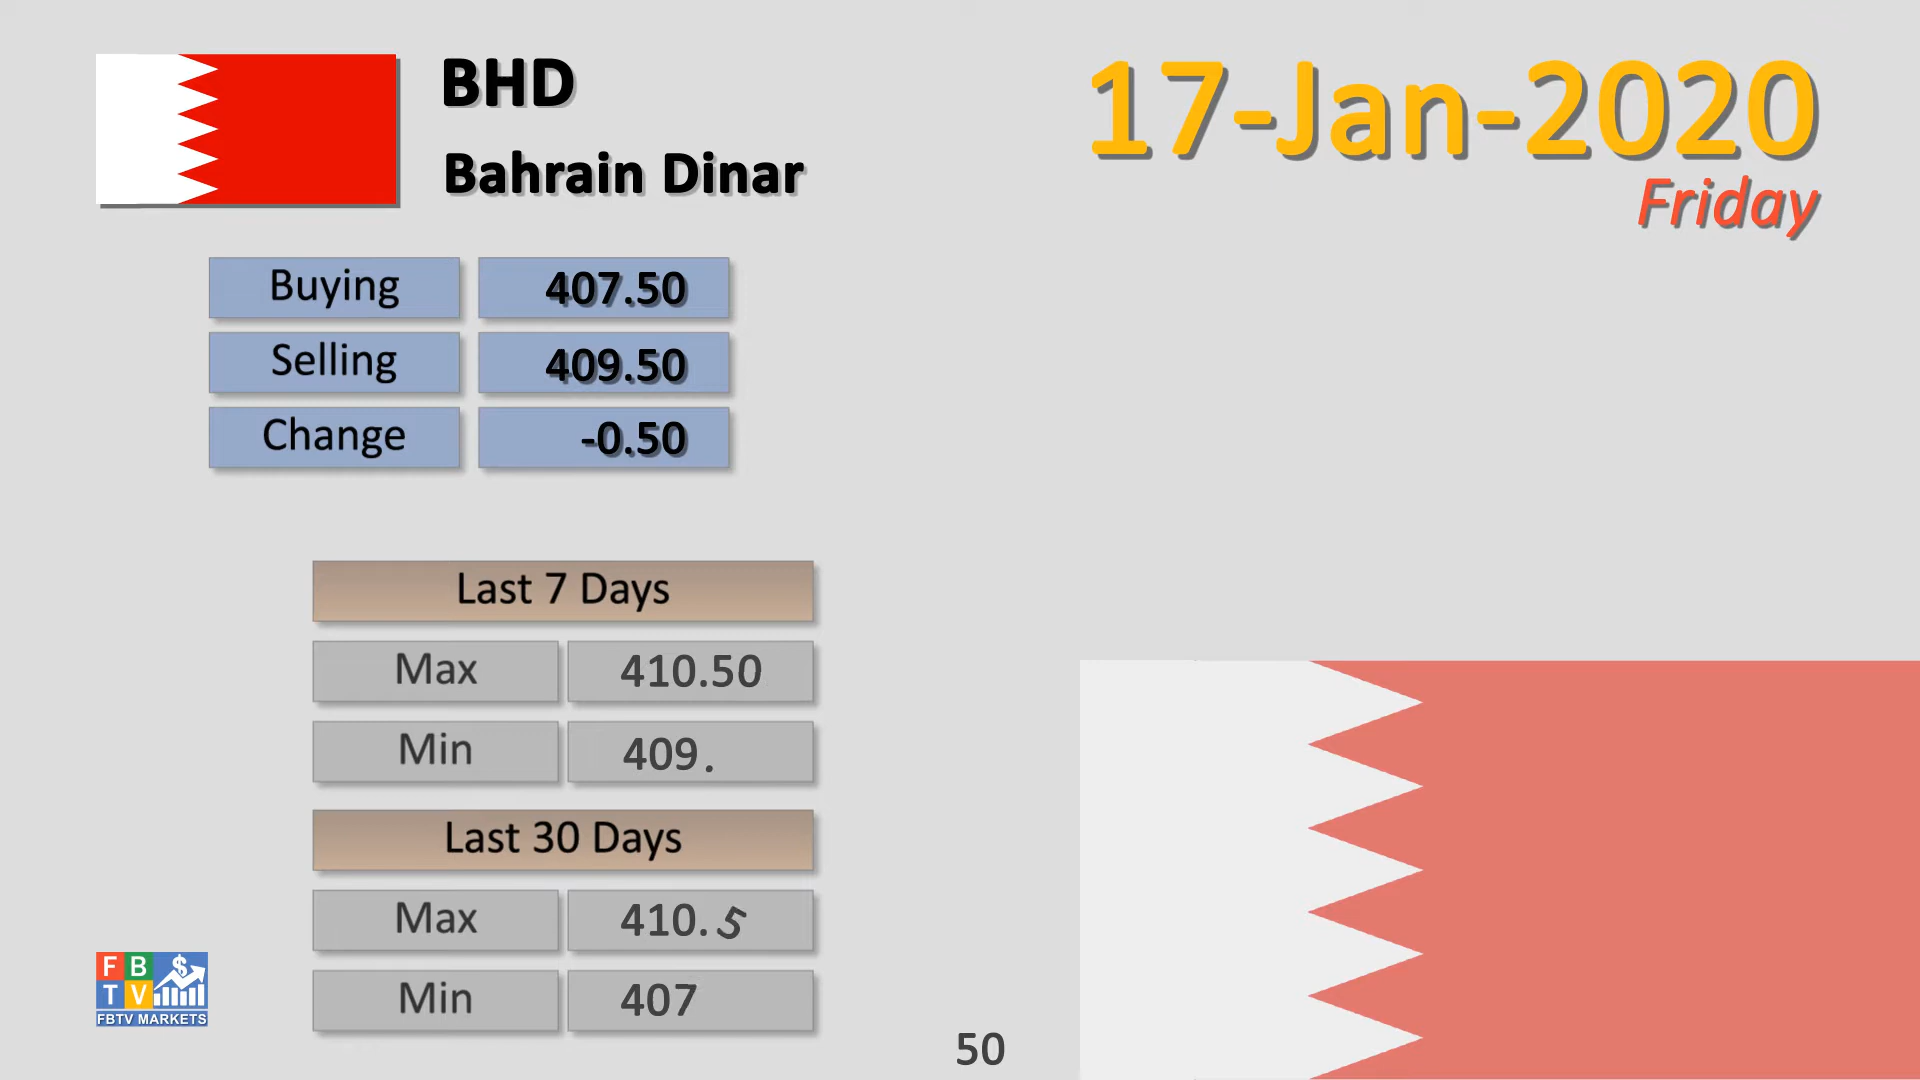 BHD
Bahrain Dinar
17-Jan-2020
Friday
Buying 407.50
Selling 409.50
Change -0.50
Last 7 Days
Max 410.50
Min 409.
Last 30 Days
Max 410.5
Min 407
50
F B
T V $
FBTV MARKETS